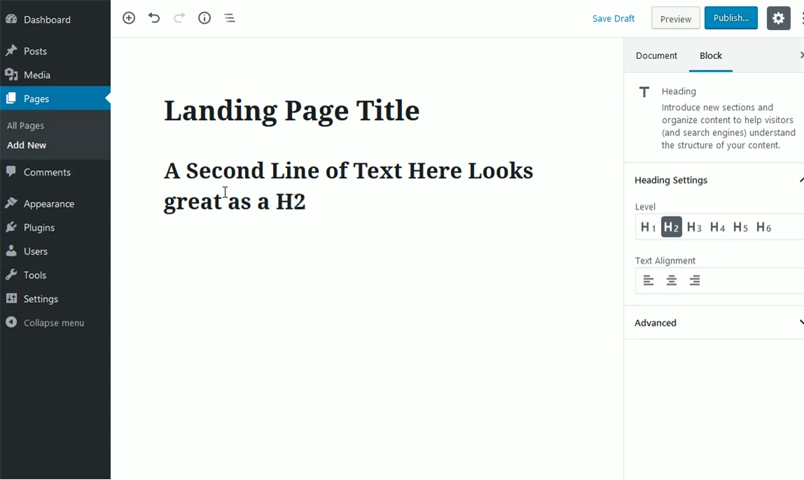 Dashboard
Posts
Media
Pages
All Pages
Add New
Comments
Appearance
Plugins
Users
Tools
Settings
Collapse menu
Save Draft
Preview
Publish...
Landing Page Title
A Second Line of Text Here Looks
great as a H2
Document
Block
Heading
Introduce new sections and
organize content to help visitors
(and search engines) understand
the structure of your content.
Heading Settings
Level
H1 H2 H3 H4 H5 H6
Text Alignment
Advanced